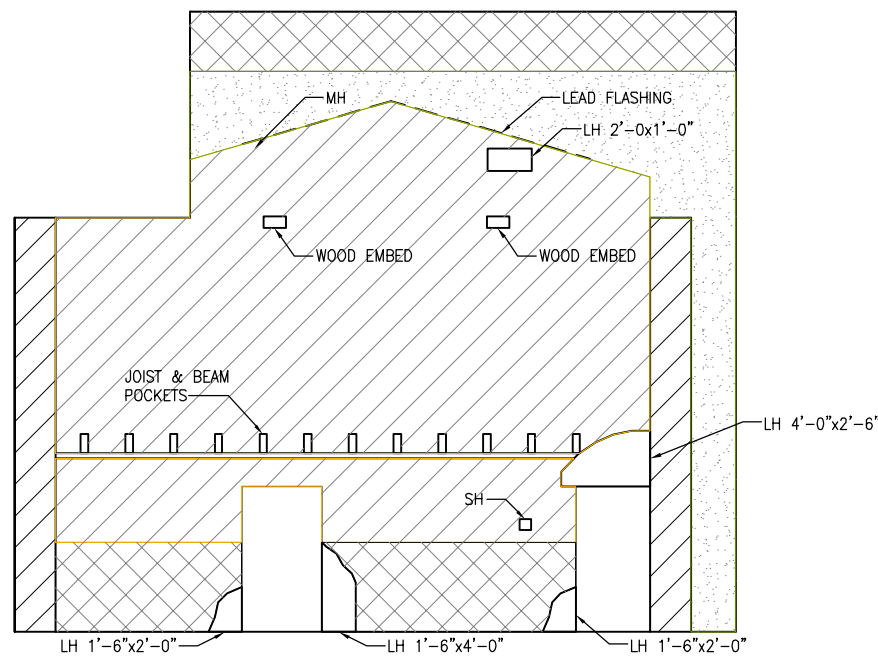 MH
LEAD FLASHING
LH 2'-0x1'-0"
WOOD EMBED
WOOD EMBED
JOIST & BEAM
POCKETS
LH 4'-0"x2'-6'
SH
LH 1'-6"x2'-0"
LH 1'-6"x4'-0"
LH 1'-6"x2'-0"